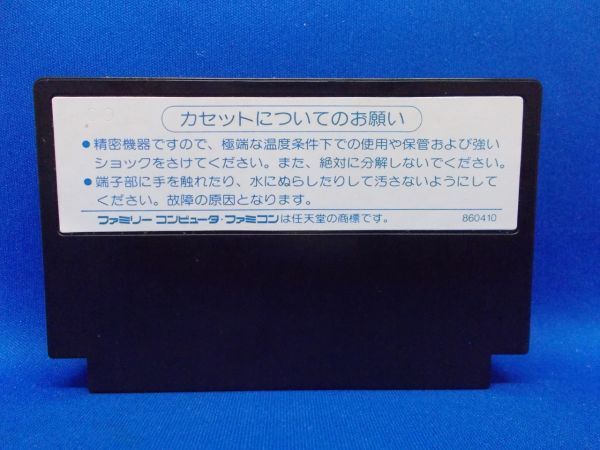 カセットについてのお願い
●精密機器ですので、極端な温度条件下での使用や保管および強い
ショックをさけてください。また、絶対に分解しないでください。
●端子部に手を触れたり、水にぬらしたりして汚さないようにして
ください。故障の原因となります。
ファミリーコンピュータ・ファミコンは任天堂の商標です。 860410